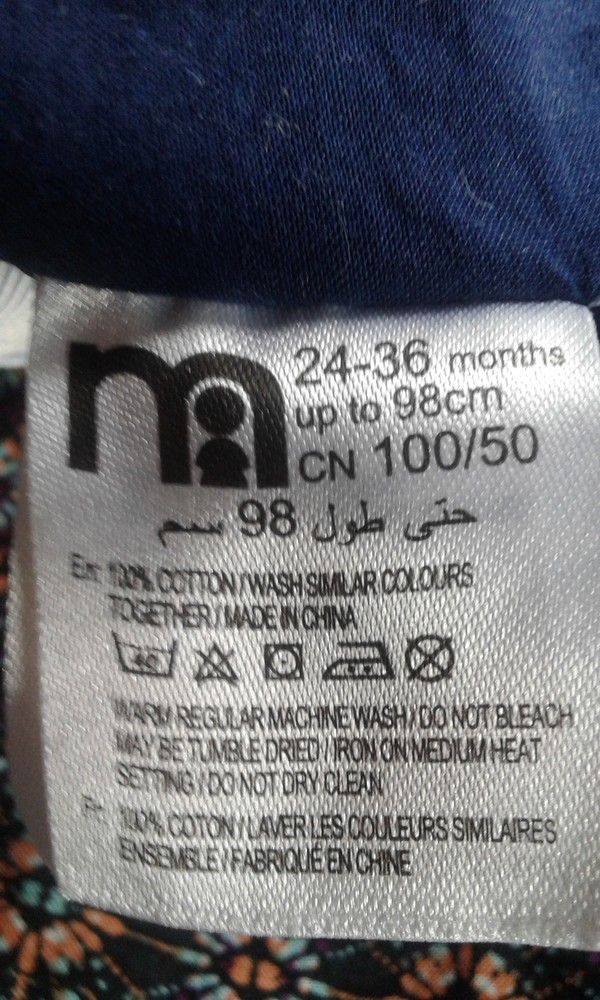 24-36 months
up to 98cm
CN 100/50
حتى طول 98 سم
En: 100% COTTON / WASH SIMILAR COLOURS
TOGETHER / MADE IN CHINA
40
WARM REGULAR MACHINE WASH / DO NOT BLEACH
MAY BE TUMBLE DRIED / IRON ON MEDIUM HEAT
SETTING / DO NOT DRY CLEAN
Fr: 100% COTON / LAVER LES COULEURS SIMILAIRES
ENSEMBLE / FABRIQUÉ EN CHINE